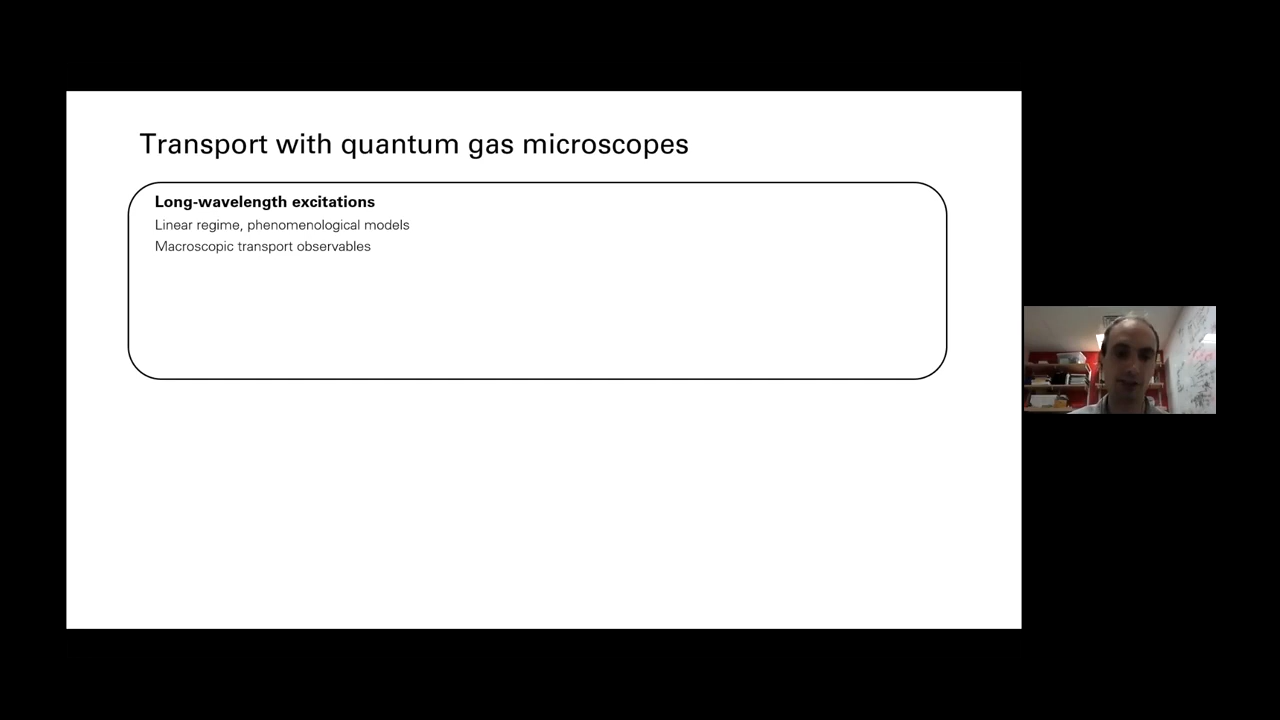 Transport with quantum gas microscopes
Long-wavelength excitations
Linear regime, phenomenological models
Macroscopic transport observables